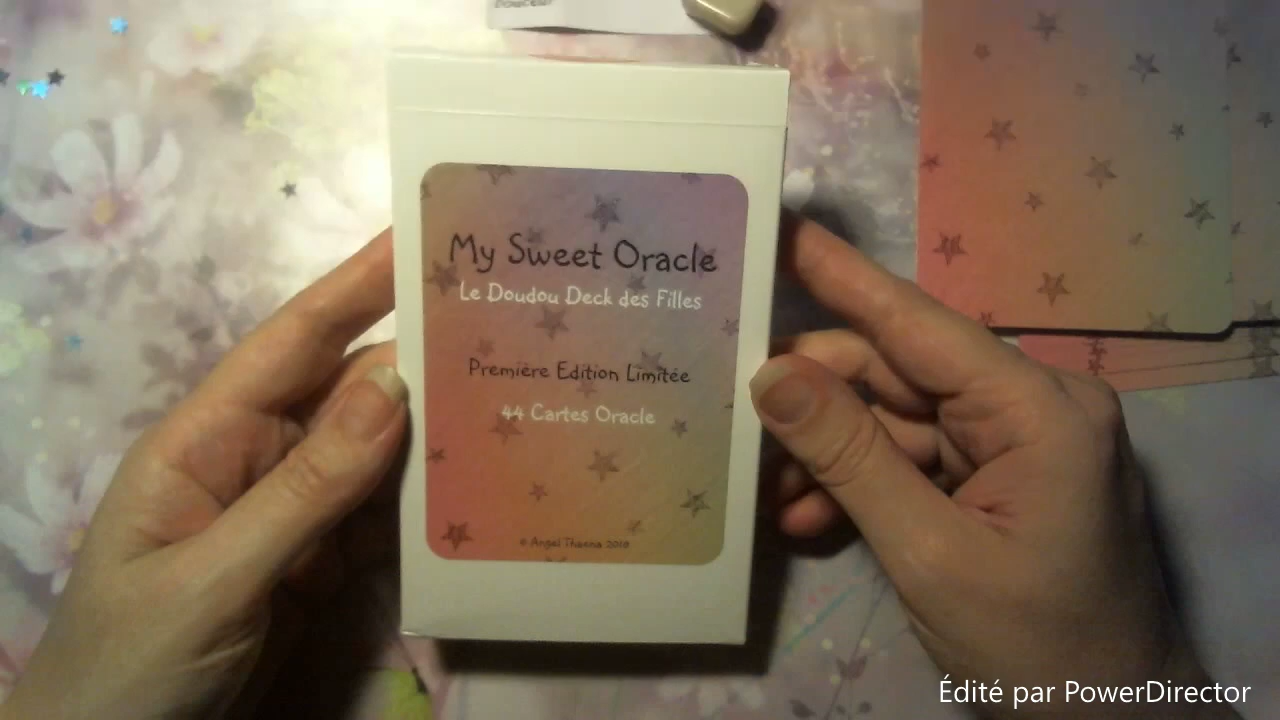 Douceur
My Sweet Oracle
Le Doudou Deck des Filles
Première Edition Limitée
44 Cartes Oracle
© Angel Thaena 2018
Édité par PowerDirector